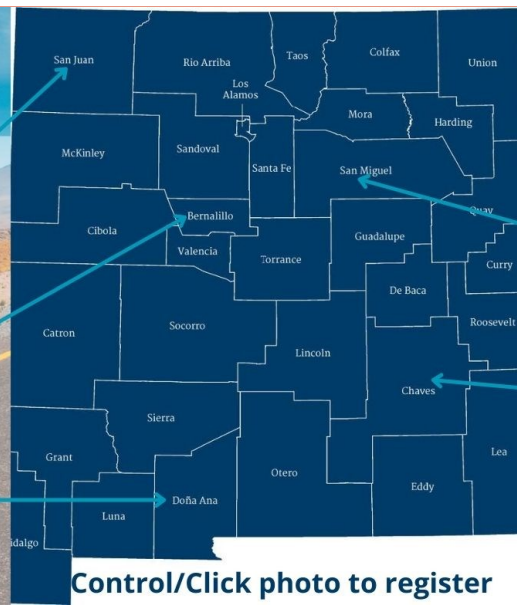 San Juan
Rio Arriba
Taos
Colfax
Union
Los
Alamos
Mora
Harding
McKinley
Sandoval
Santa Fe
San Miguel
Bernalillo
Quay
Cibola
Guadalupe
Valencia
Torrance
Curry
De Baca
Catron
Socorro
Roosevelt
Lincoln
Chaves
Sierra
Grant
Lea
Otero
Eddy
Doña Ana
Luna
idalgo
Control/Click photo to register